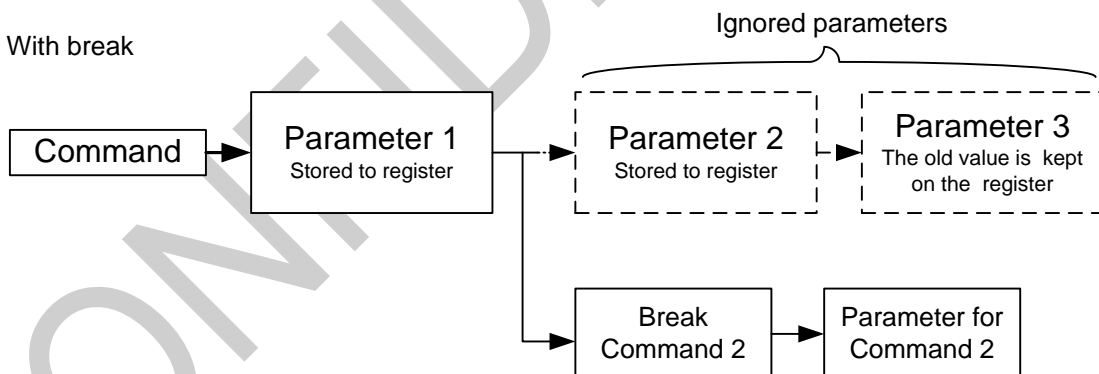 Ignored parameters
With break
Command
Parameter 1
Stored to register
Parameter 2
Stored to register
Parameter 3
The old value is kept
on the register
Break
Command 2
Parameter for
Command 2
ONFID